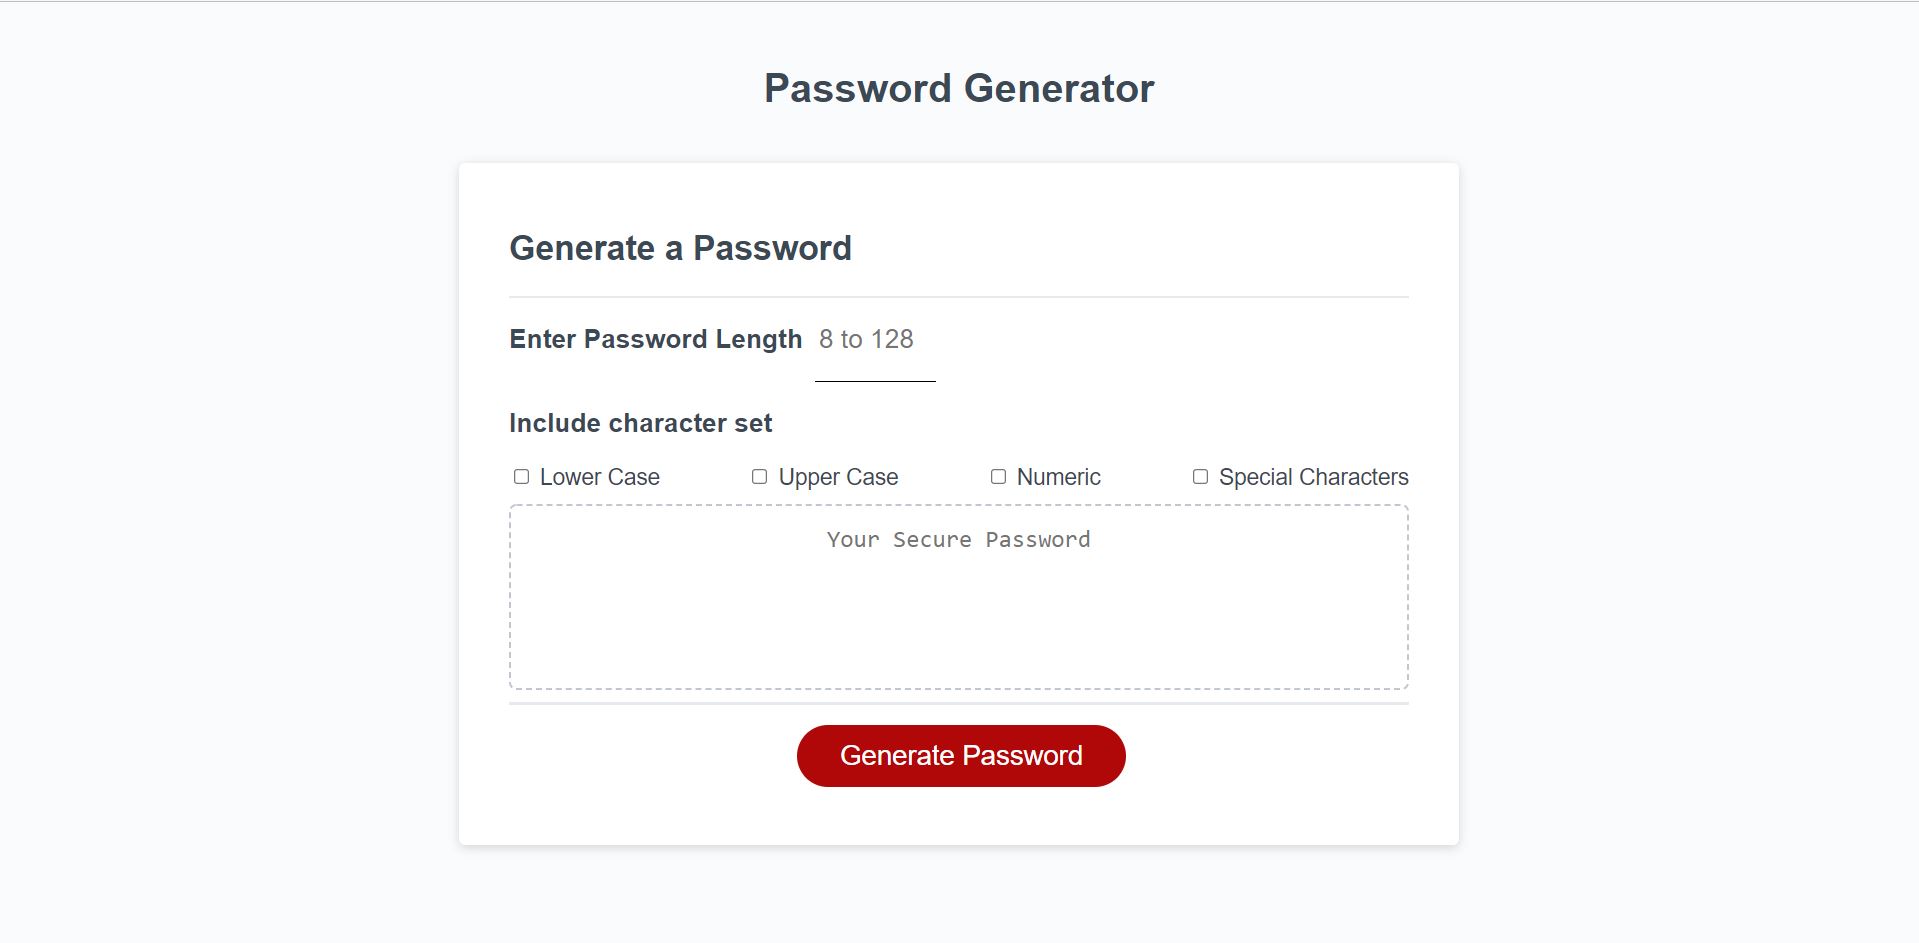 Password Generator
Generate a Password
Enter Password Length 8 to 128
Include character set
Lower Case Upper Case Numeric Special Characters
Your Secure Password
Generate Password